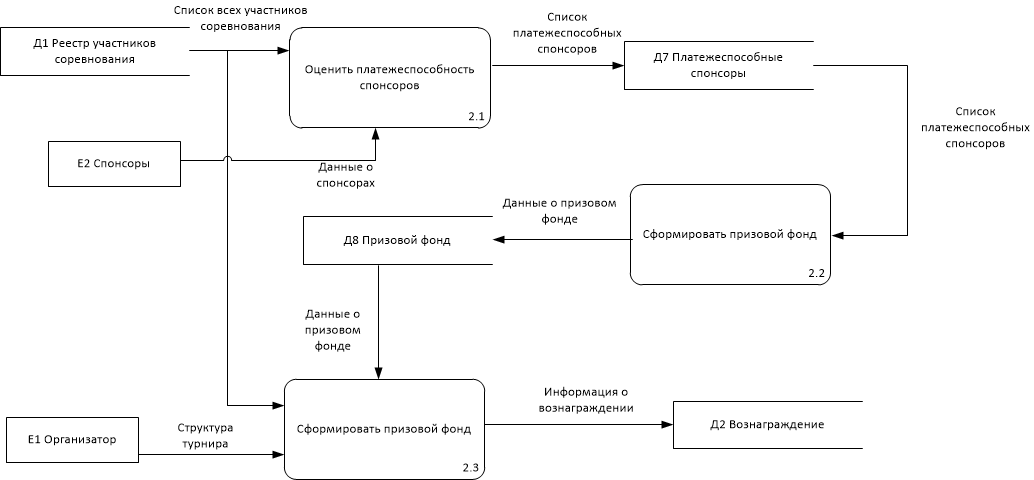 Список всех участников
соревнования
Д1 Реестр участников
соревнования
Оценить платежеспособность
спонсоров
2.1
Список
платежеспособных
спонсоров
Д7 Платежеспособные
спонсоры
Список
платежеспособных
спонсоров
Е2 Спонсоры
Данные о
спонсорах
Сформировать призовой фонд
2.2
Данные о призовом
фонде
Д8 Призовой фонд
Данные о
призовом
фонде
Е1 Организатор
Структура
турнира
Сформировать призовой фонд
2.3
Информация о
вознаграждении
Д2 Вознаграждение